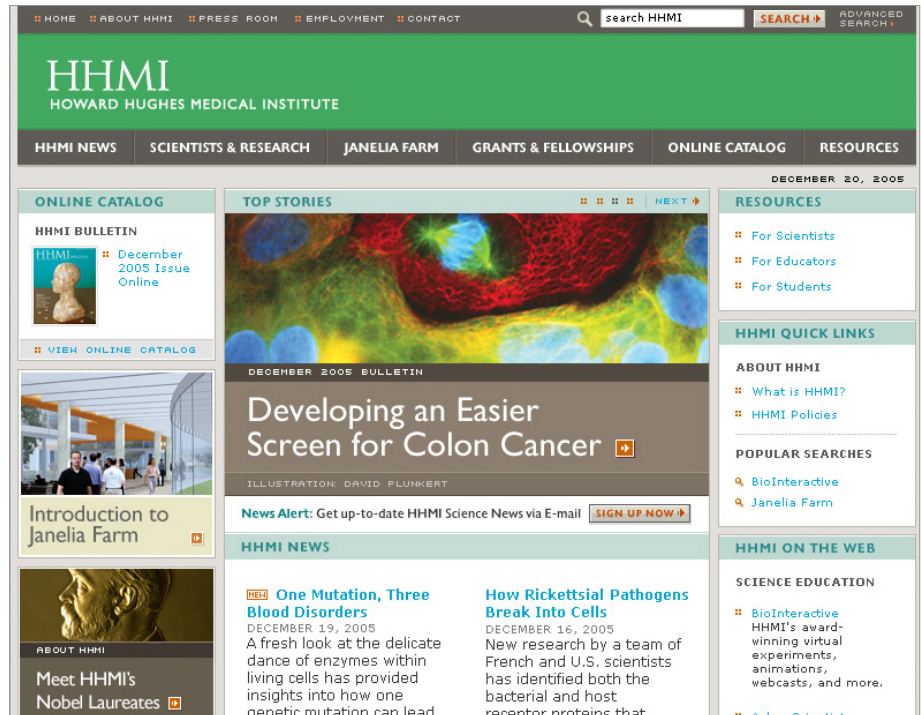 HOME ABOUT HHMI PRESS ROOM EMPLOYMENT CONTACT
search HHMI
SEARCH
ADVANCED
SEARCH
HHMI
HOWARD HUGHES MEDICAL INSTITUTE
HHMI NEWS SCIENTISTS & RESEARCH JANELIA FARM GRANTS & FELLOWSHIPS ONLINE CATALOG RESOURCES
DECEMBER 20, 2005
ONLINE CATALOG
HHMI BULLETIN
HHMI
December
2005 Issue
Online
VIEW ONLINE CATALOG
Introduction to
Janelia Farm
ABOUT HHMI
Meet HHMI's
Nobel Laureates
TOP STORIES
NEXT
DECEMBER 2005 BULLETIN
Developing an Easier
Screen for Colon Cancer
ILLUSTRATION: DAVID PLUNKERT
News Alert: Get up-to-date HHMI Science News via E-mail
SIGN UP NOW
HHMI NEWS
NEW One Mutation, Three
Blood Disorders
DECEMBER 19, 2005
A fresh look at the delicate
dance of enzymes within
living cells has provided
insights into how one
genetic mutation can lead
How Rickettsial Pathogens
Break Into Cells
DECEMBER 16, 2005
New research by a team of
French and U.S. scientists
has identified both the
bacterial and host
receptor proteins that
RESOURCES
For Scientists
For Educators
For Students
HHMI QUICK LINKS
ABOUT HHMI
What is HHMI?
HHMI Policies
POPULAR SEARCHES
BioInteractive
Janelia Farm
HHMI ON THE WEB
SCIENCE EDUCATION
BioInteractive
HHMI's award-
winning virtual
experiments,
animations,
webcasts, and more.